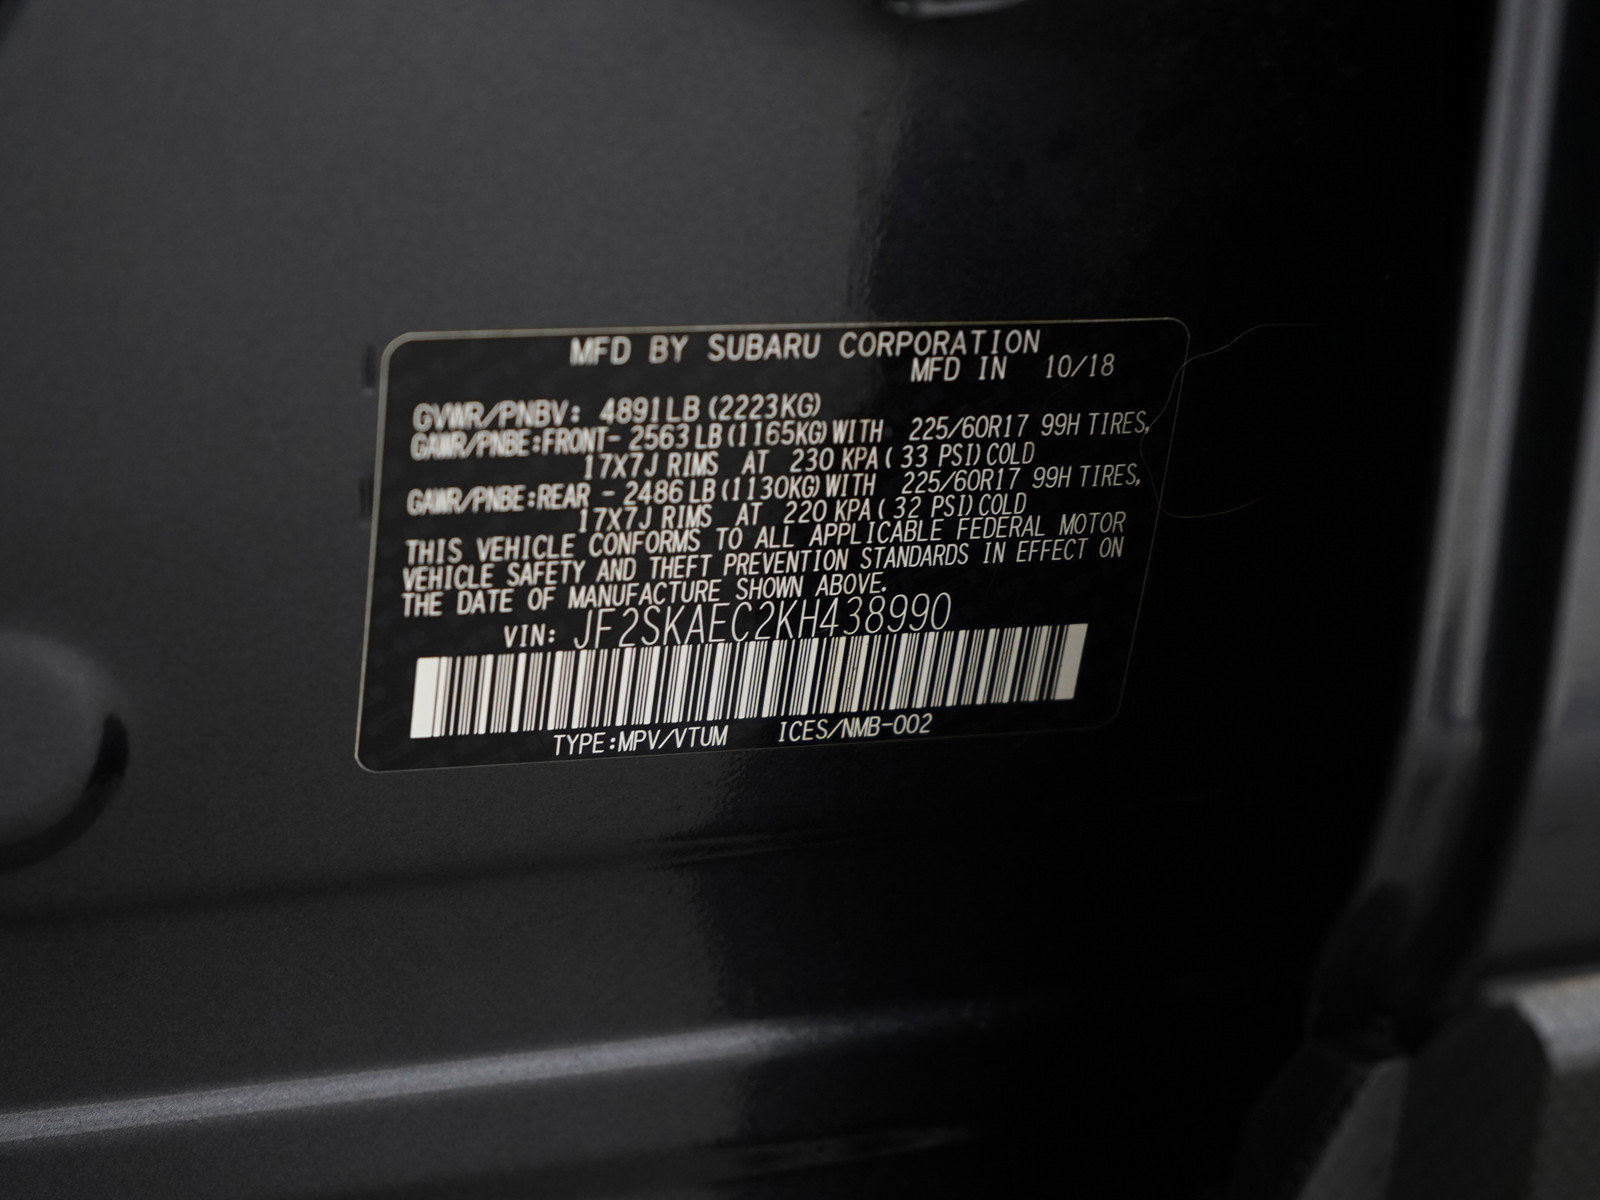 MFD BY SUBARU CORPORATION
MFD IN 10/18
GVWR/PNBV: 4891LB (2223KG)
GAWR/PNBE:FRONT- 2563 LB (1165KG) WITH 225/60R17 99H TIRES,
17X7J RIMS AT 230 KPA ( 33 PSI) COLD
GAWR/PNBE:REAR - 2486 LB (1130KG) WITH 225/60R17 99H TIRES,
17X7J RIMS AT 220 KPA ( 32 PSI) COLD
THIS VEHICLE CONFORMS TO ALL APPLICABLE FEDERAL MOTOR
VEHICLE SAFETY AND THEFT PREVENTION STANDARDS IN EFFECT ON
THE DATE OF MANUFACTURE SHOWN ABOVE.
VIN: JF2SKAEC2KH438990
TYPE:MPV/VTUM ICES/NMB-002